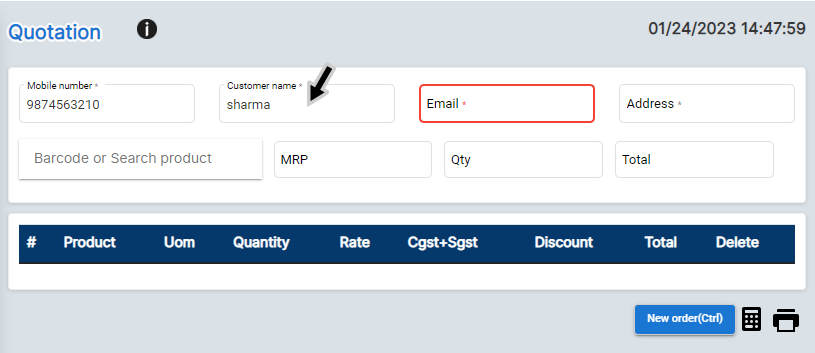 Quotation i 01/24/2023 14:47:59
Mobile number * Customer name *
9874563210 sharma Email * Address *
Barcode or Search product MRP Qty Total
# Product Uom Quantity Rate Cgst+Sgst Discount Total Delete
New order(Ctrl)